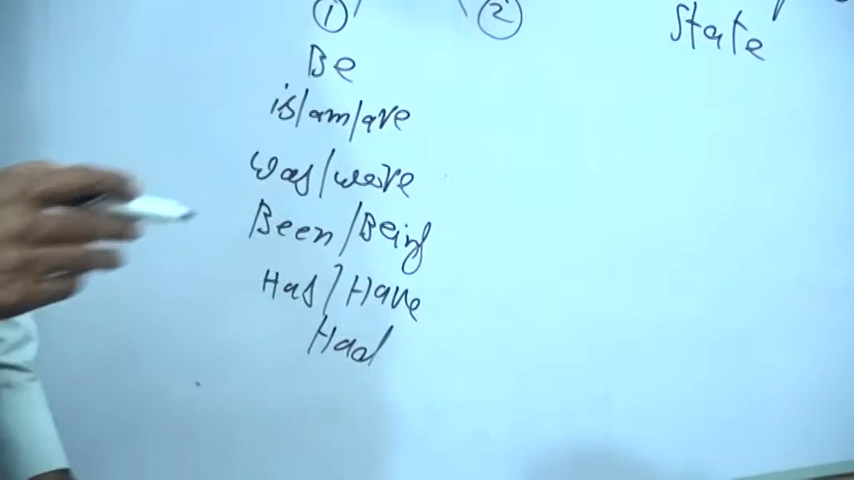 ① ②
State
Be
is/am/are
was/were
Been/Being
Has/Have
Had